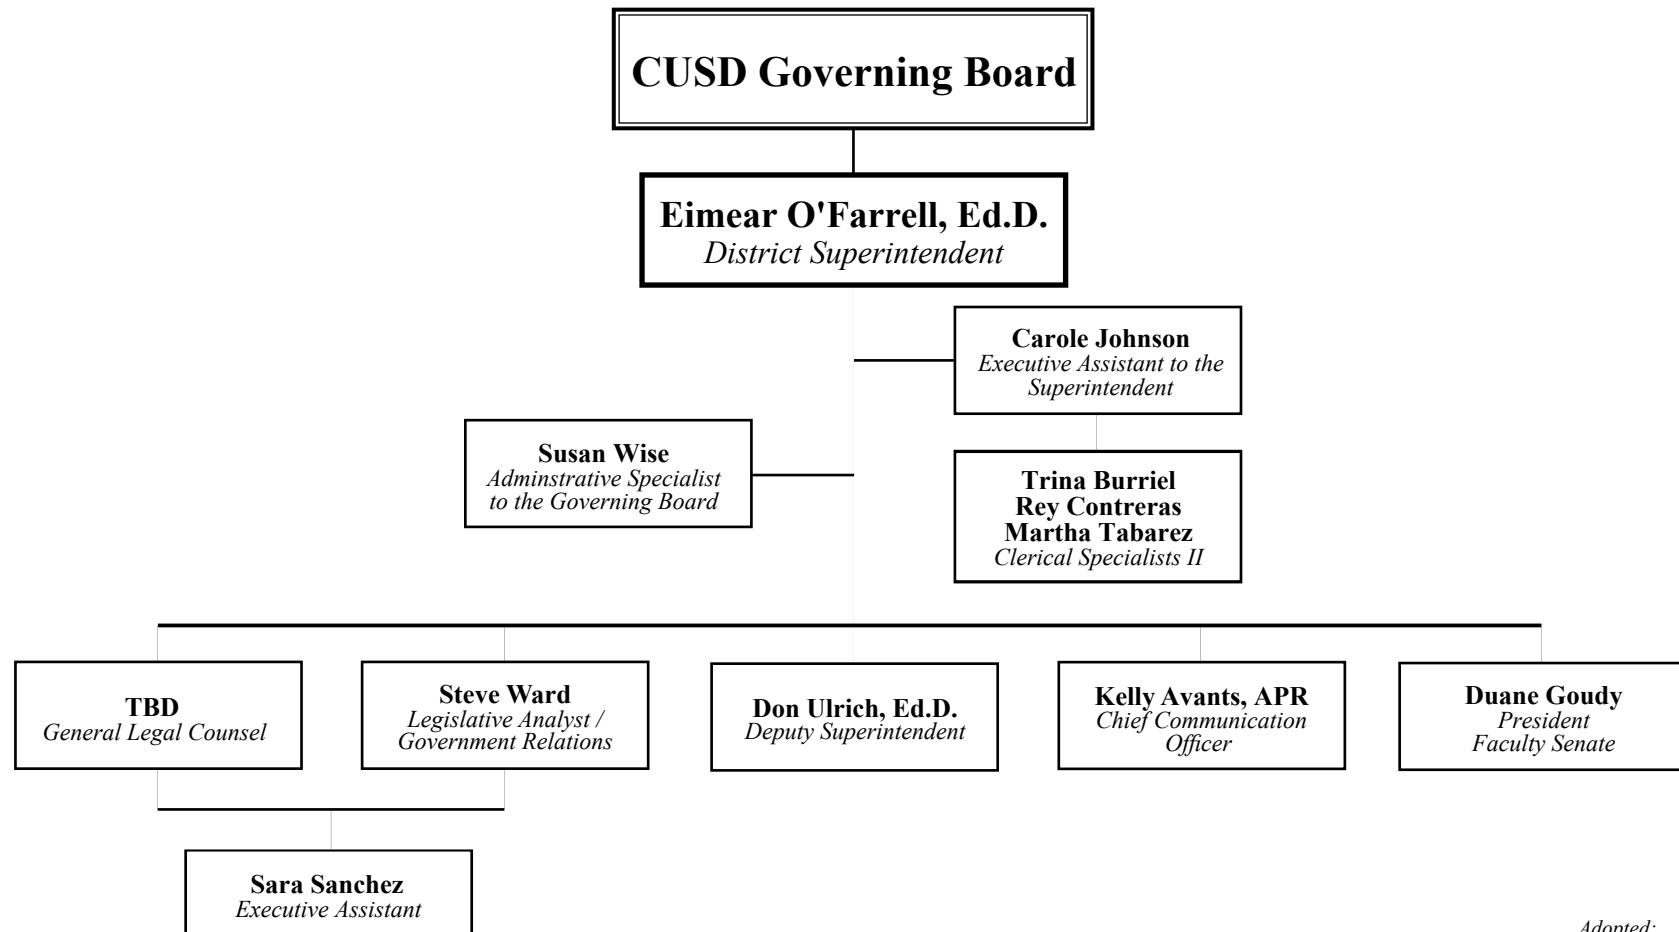 CUSD Governing Board
Eimear O'Farrell, Ed.D.
District Superintendent
Carole Johnson
Executive Assistant to the
Superintendent
Susan Wise
Adminstrative Specialist
to the Governing Board
Trina Burriel
Rey Contreras
Martha Tabarez
Clerical Specialists II
TBD
General Legal Counsel
Steve Ward
Legislative Analyst /
Government Relations
Don Ulrich, Ed.D.
Deputy Superintendent
Kelly Avants, APR
Chief Communication
Officer
Duane Goudy
President
Faculty Senate
Sara Sanchez
Executive Assistant
Adopted: